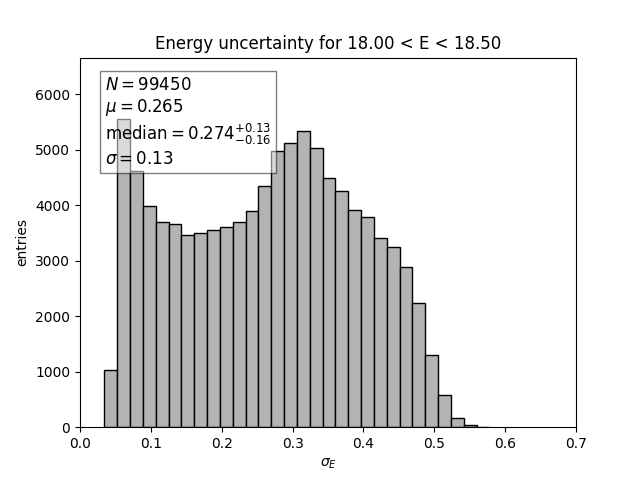 Energy uncertainty for 18.00 < E < 18.50
N = 99450
μ = 0.265
median = 0.274 +0.13 −0.16
σ = 0.13
entries
6000
5000
4000
3000
2000
1000
0
0.0 0.1 0.2 0.3 0.4 0.5 0.6 0.7
σE